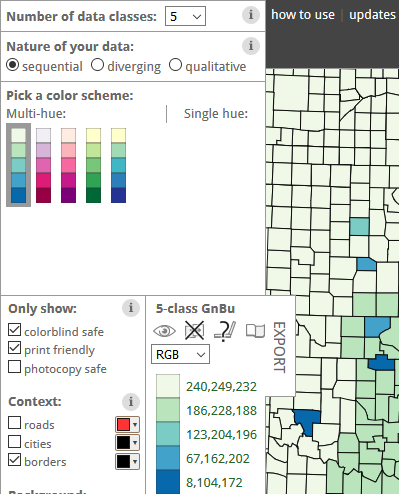 Number of data classes: 5 i
how to use | updates
Nature of your data: i
sequential diverging qualitative
Pick a color scheme:
Multi-hue: Single hue:
Only show: i
colorblind safe
print friendly
photocopy safe
Context: i
roads
cities
borders
Background:
5-class GnBu
EXPORT
RGB
240,249,232
186,228,188
123,204,196
67,162,202
8,104,172